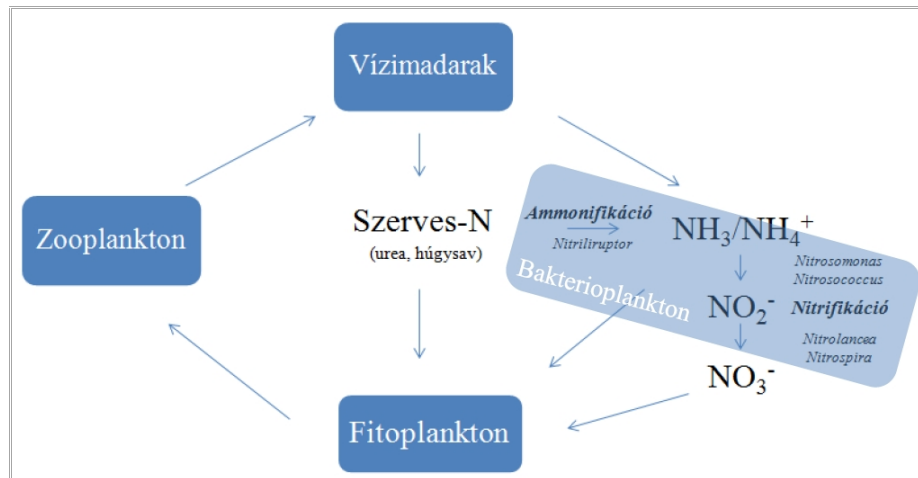 Vízimadarak
Zooplankton
Szerves-N
(urea, húgysav)
Ammonifikáció
Nitriliruptor
NH₃/NH₄⁺
Nitrosomonas
Nitrosococcus
Bakterioplankton
NO₂⁻
Nitrifikáció
Nitrolancea
Nitrospira
NO₃⁻
Fitoplankton